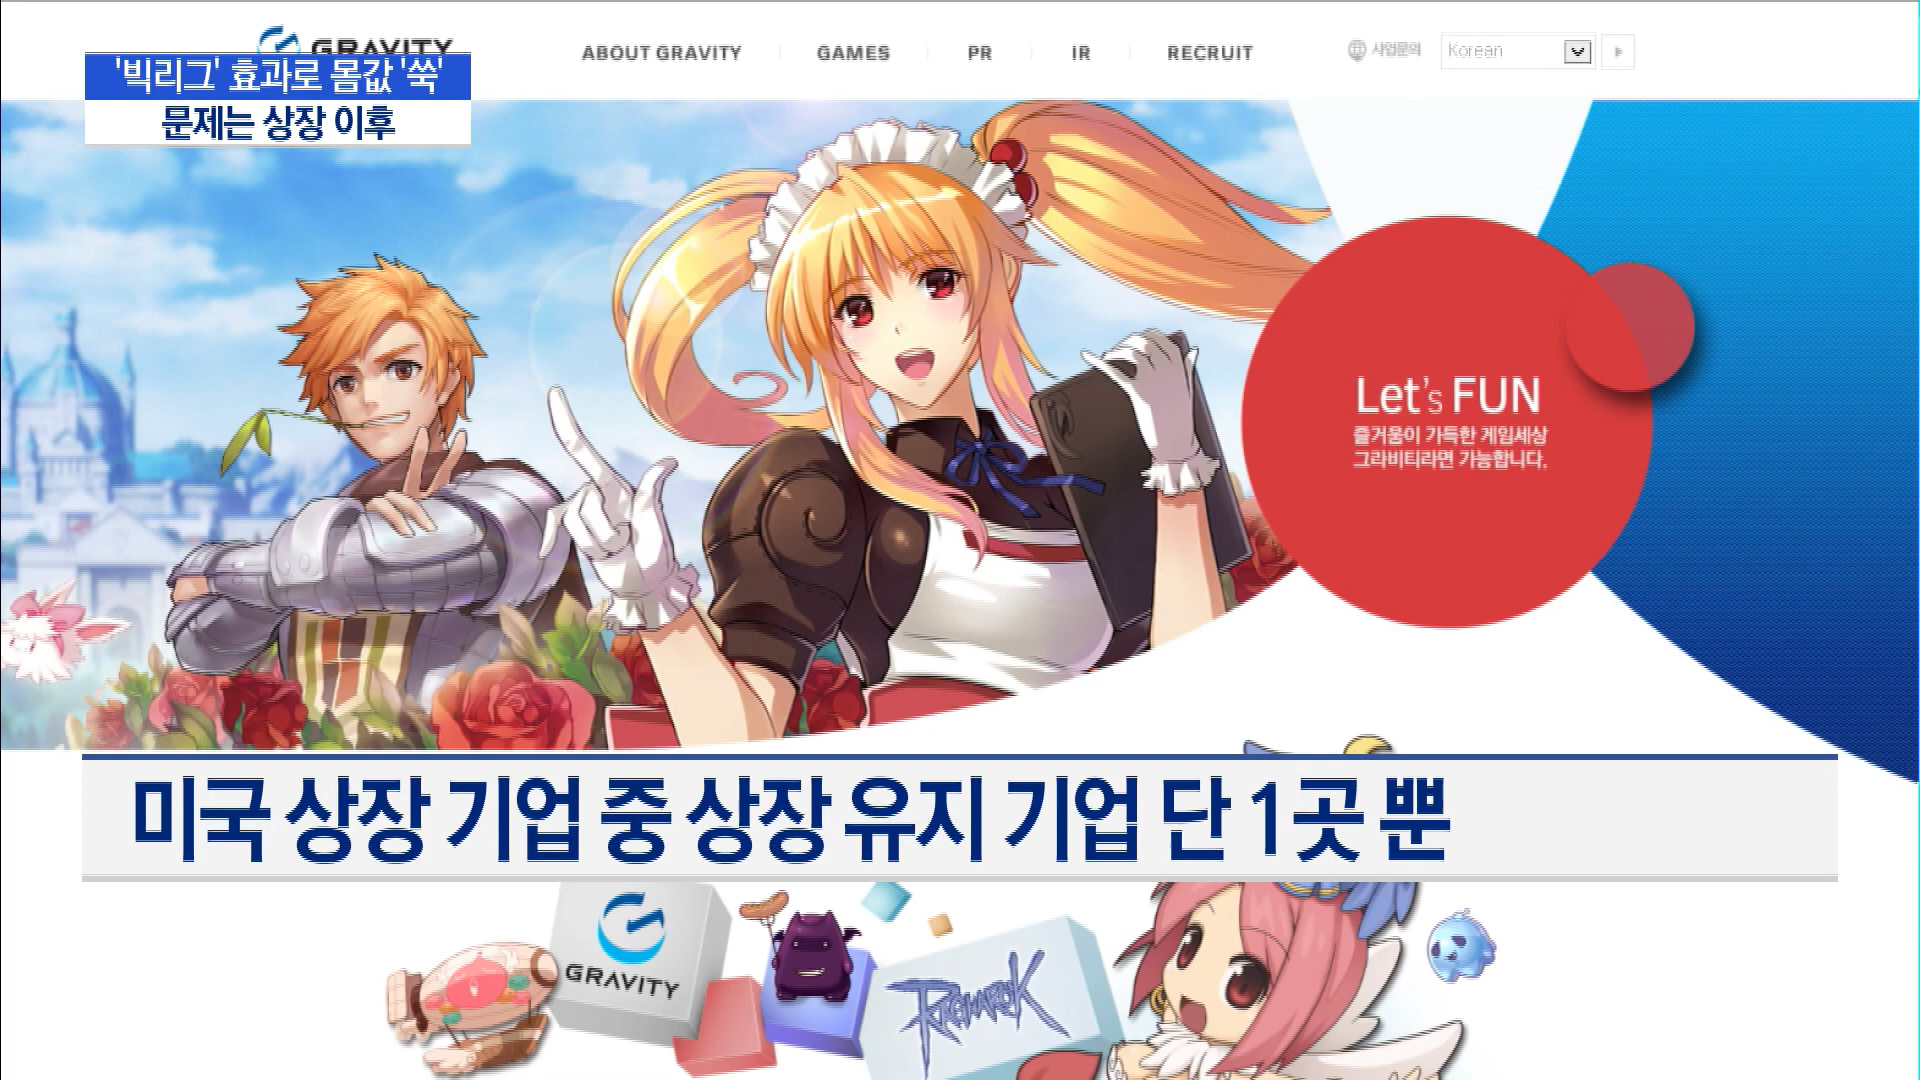 GRAVITY
ABOUT GRAVITY
GAMES
PR
IR
RECRUIT
사업문의
Korean
'빅리그' 효과로 몸값 '쑥'
문제는 상장 이후
Let's FUN
즐거움이 가득한 게임세상
그라비티라면 가능합니다.
미국 상장 기업 중 상장 유지 기업 단 1곳 뿐
GRAVITY
RAGNAROK